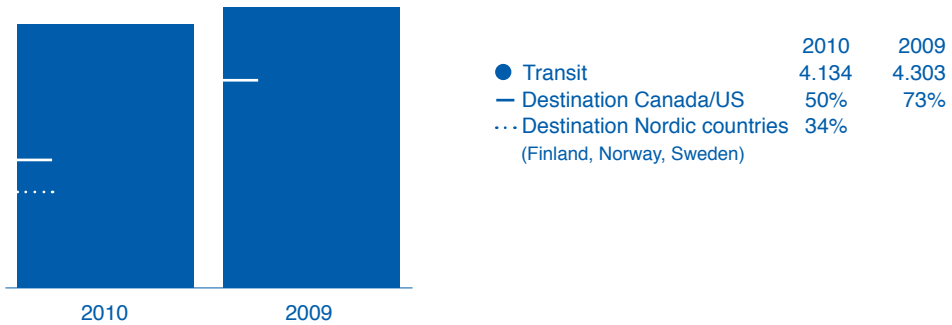 2010 2009
Transit 4.134 4.303
Destination Canada/US 50% 73%
Destination Nordic countries 34%
(Finland, Norway, Sweden)
2010 2009